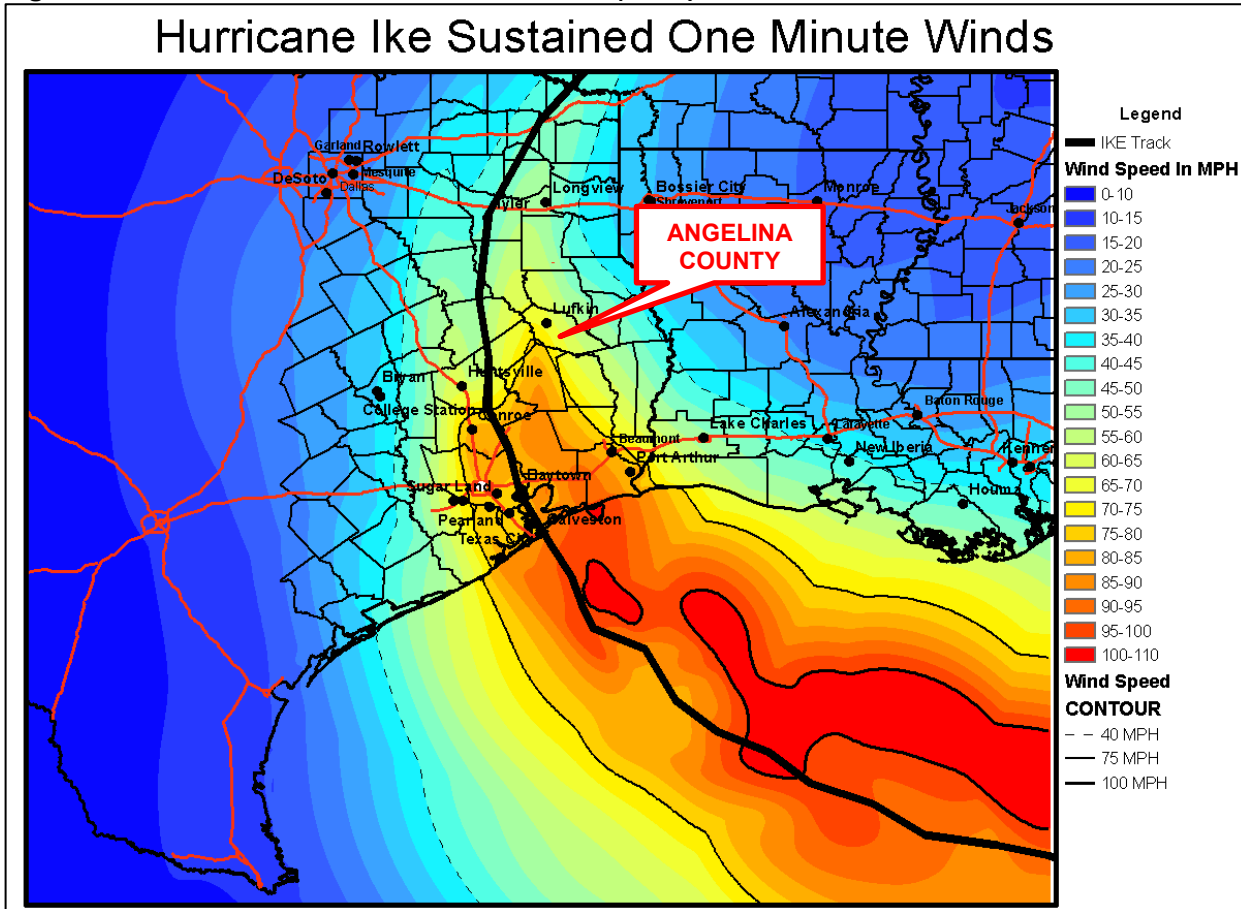 Hurricane Ike Sustained One Minute Winds
Garland Rowlett
DeSoto Mesquite
Dallas
Tyler Longview
Bossier City
Shreveport
Monroe
Jackson
ANGELINA
COUNTY
Lufkin
Alexandria
Huntsville
Bryan
College Station
Conroe
Beaumont
Port Arthur
Lake Charles
Lafayette
Baton Rouge
New Iberia
Kenner
Houma
Sugar Land
Baytown
Pearland
Galveston
Texas City
Legend
IKE Track
Wind Speed In MPH
0-10
10-15
15-20
20-25
25-30
30-35
35-40
40-45
45-50
50-55
55-60
60-65
65-70
70-75
75-80
80-85
85-90
90-95
95-100
100-110
Wind Speed
CONTOUR
40 MPH
75 MPH
100 MPH